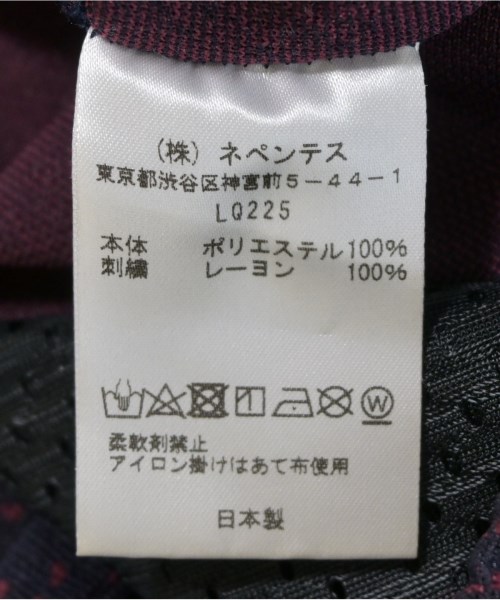 (株) ネペンテス
東京都渋谷区神宮前5-44-1
LQ225
本体 ポリエステル100%
刺繍 レーヨン 100%
W
柔軟剤禁止
アイロン掛けはあて布使用
日本製